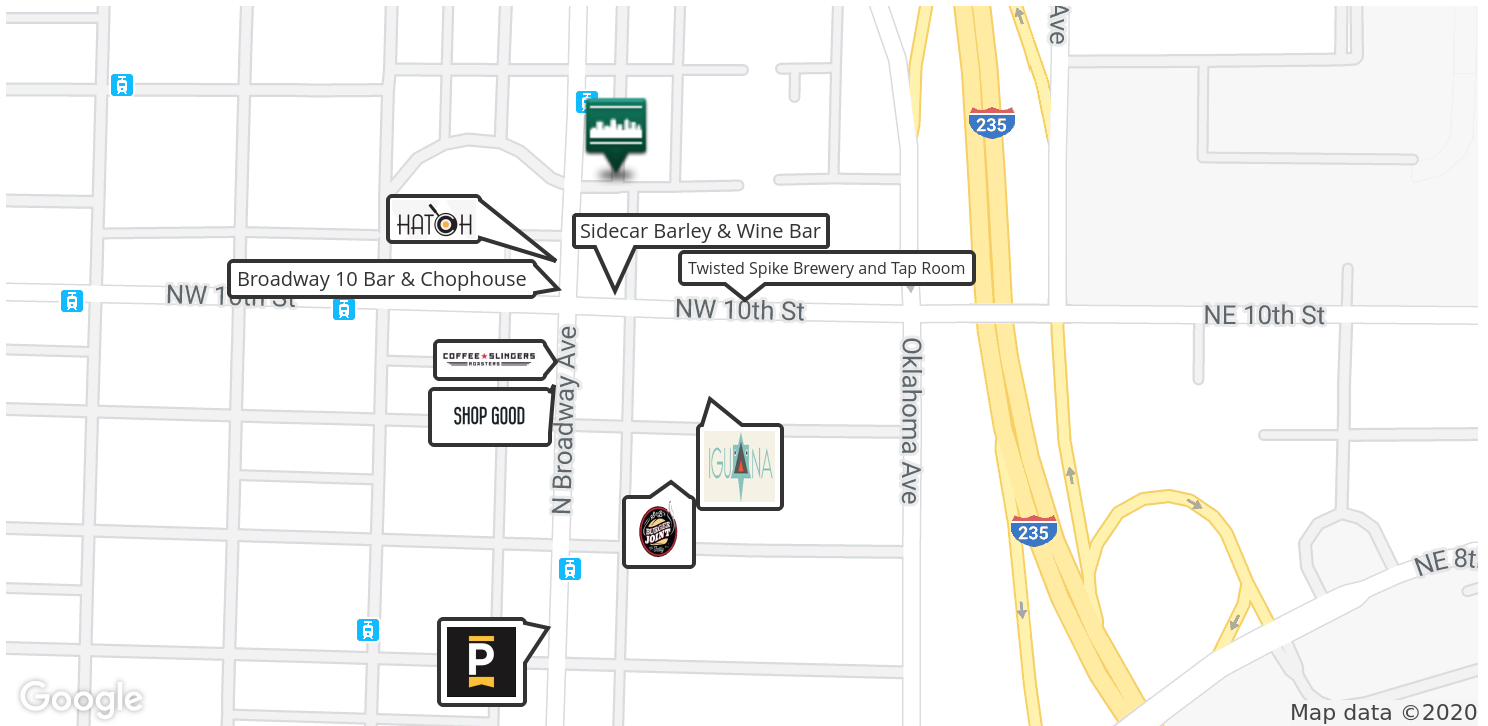 Ave
235
HATCH
Sidecar Barley & Wine Bar
Broadway 10 Bar & Chophouse
Twisted Spike Brewery and Tap Room
NW 10th St
NW 10th St
NE 10th St
COFFEE★SLINGERS
ROASTERS
N Broadway Ave
Oklahoma Ave
SHOP GOOD
IGUANA
BURGER
JOINT
235
NE 8t
P
Google
Map data ©2020